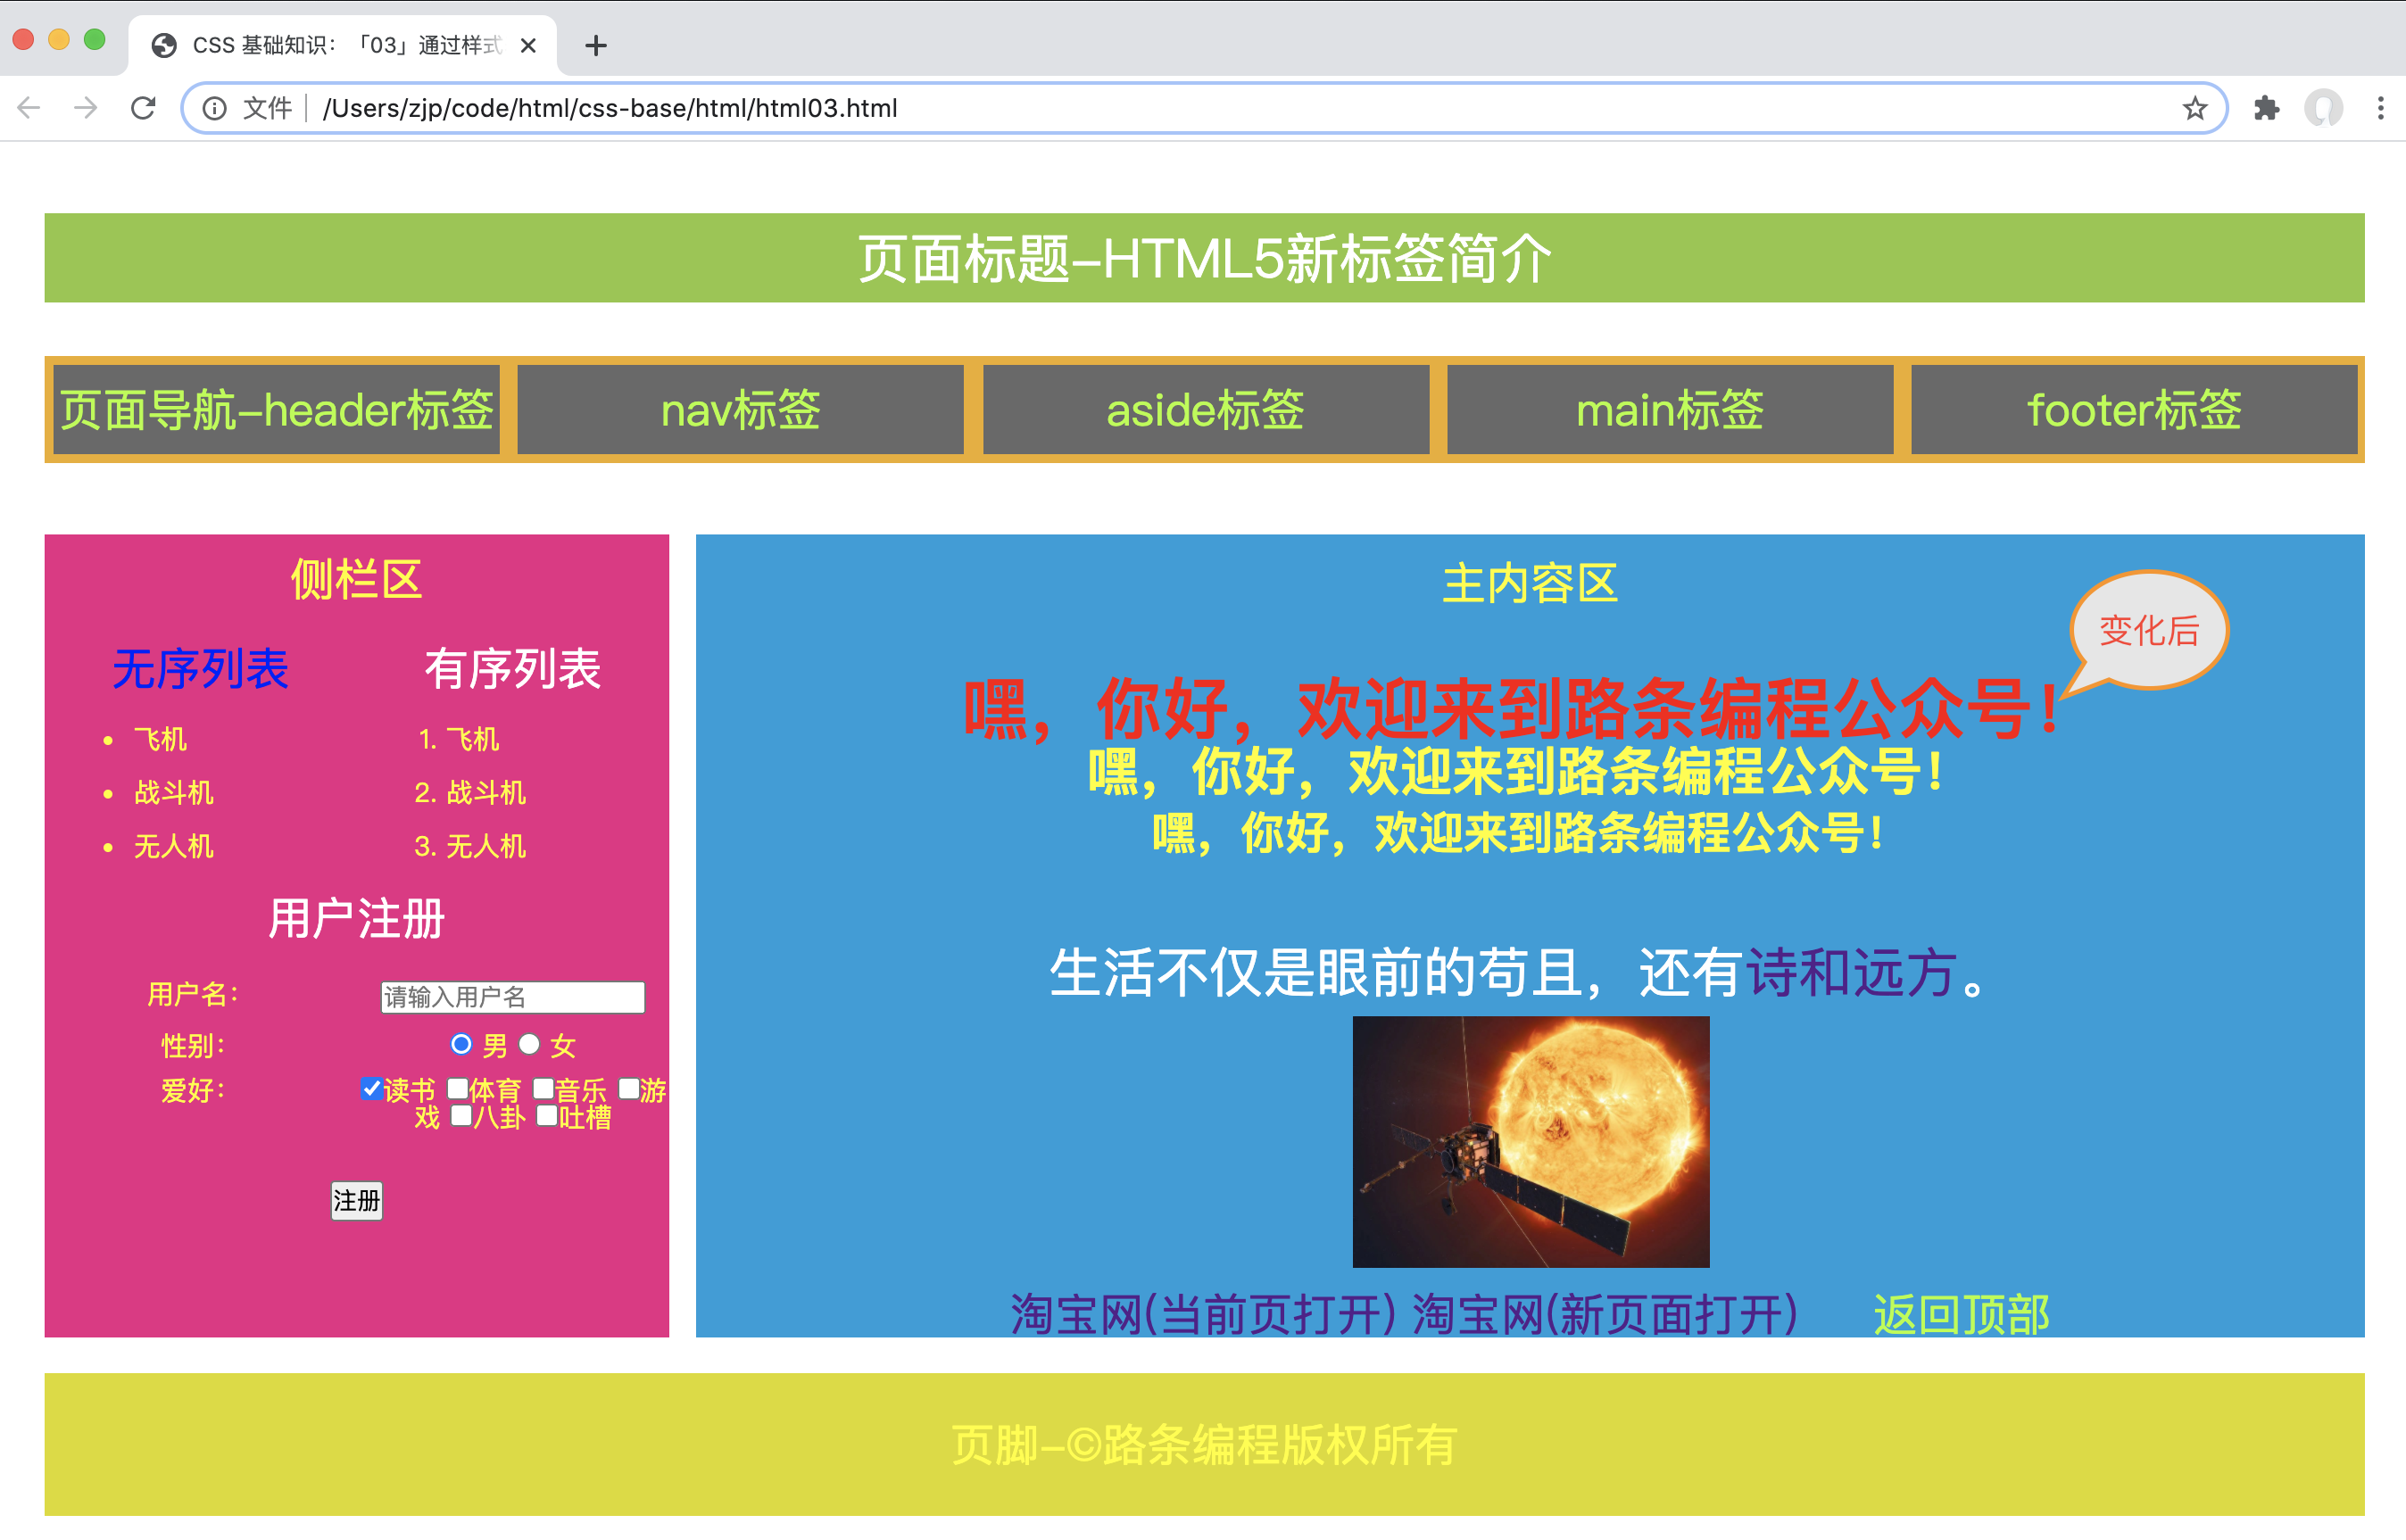 CSS 基础知识：「03」通过样式
文件 /Users/zjp/code/html/css-base/html/html03.html
页面标题-HTML5新标签简介
页面导航-header标签 nav标签 aside标签 main标签 footer标签
侧栏区
无序列表 有序列表
• 飞机 1. 飞机
• 战斗机 2. 战斗机
• 无人机 3. 无人机
用户注册
用户名： 请输入用户名
性别： 男 女
爱好： 读书 体育 音乐 游
戏 八卦 吐槽
注册
主内容区
变化后
嘿，你好，欢迎来到路条编程公众号！
嘿，你好，欢迎来到路条编程公众号！
嘿，你好，欢迎来到路条编程公众号！
生活不仅是眼前的苟且，还有诗和远方。
淘宝网(当前页打开) 淘宝网(新页面打开) 返回顶部
页脚-©路条编程版权所有